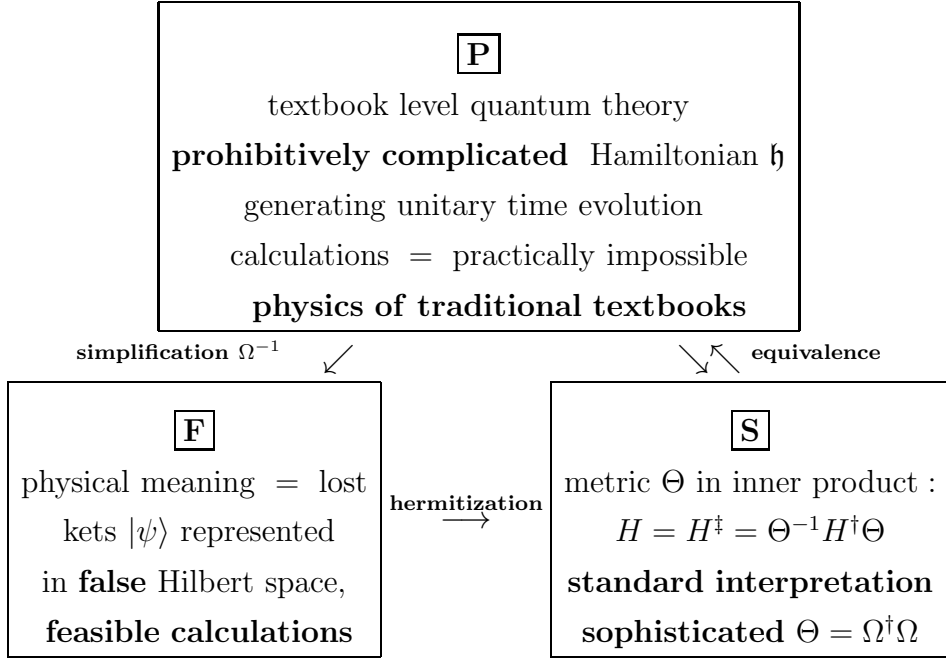 P
textbook level quantum theory
prohibitively complicated Hamiltonian 𝔥
generating unitary time evolution
calculations = practically impossible
physics of traditional textbooks
simplification Ω⁻¹
equivalence
F
physical meaning = lost
kets |ψ⟩ represented
in false Hilbert space,
feasible calculations
hermitization
S
metric Θ in inner product :
H = H‡ = Θ⁻¹H†Θ
standard interpretation
sophisticated Θ = Ω†Ω